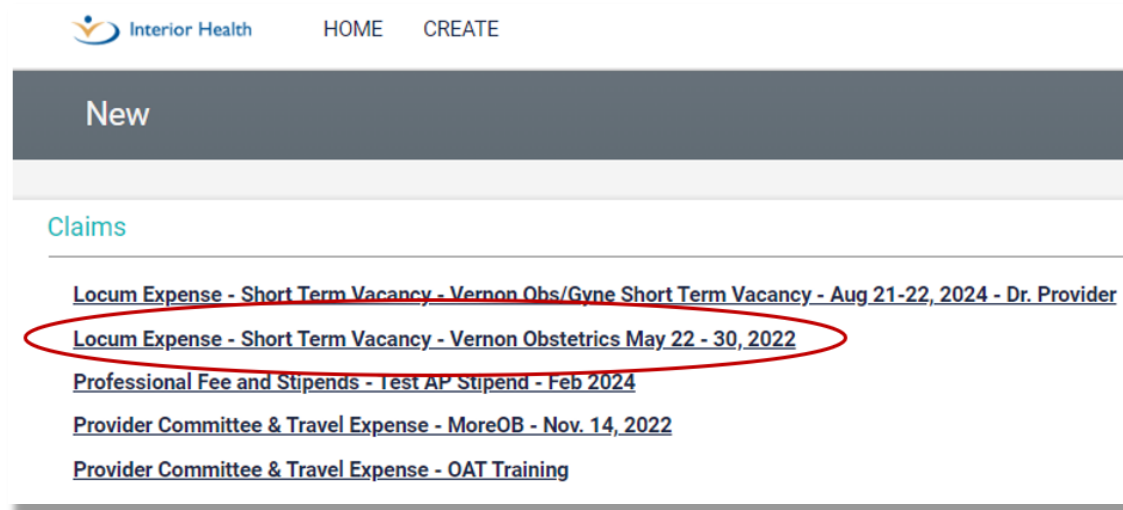 Interior Health HOME CREATE
New
Claims
Locum Expense - Short Term Vacancy - Vernon Obs/Gyne Short Term Vacancy - Aug 21-22, 2024 - Dr. Provider
Locum Expense - Short Term Vacancy - Vernon Obstetrics May 22 - 30, 2022
Professional Fee and Stipends - Test AP Stipend - Feb 2024
Provider Committee & Travel Expense - MoreOB - Nov. 14, 2022
Provider Committee & Travel Expense - OAT Training